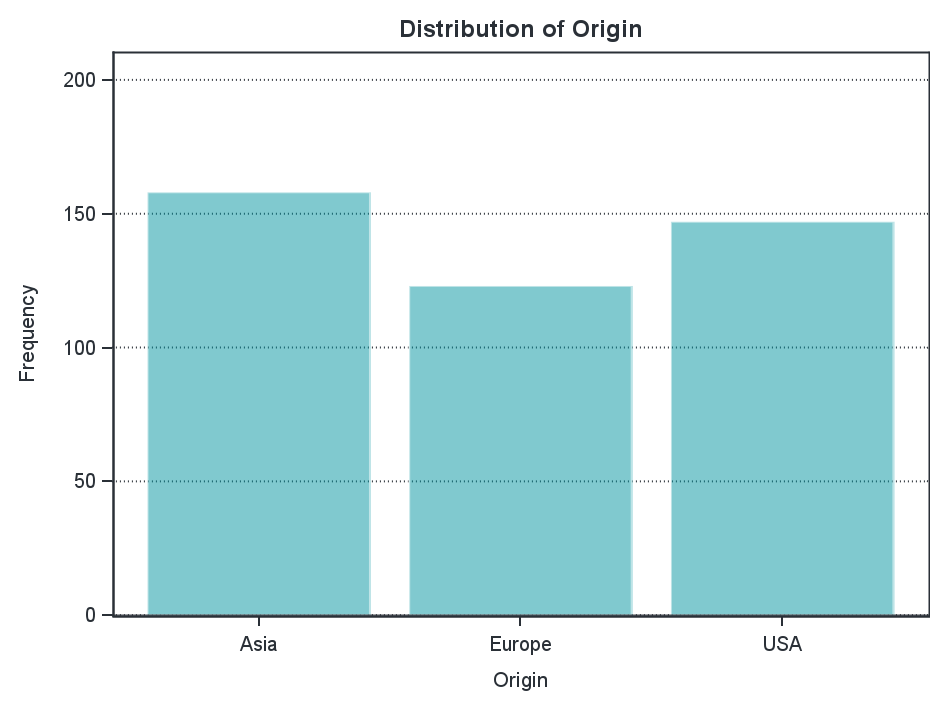 Distribution of Origin
200
150
100
50
0
Frequency
Asia Europe USA
Origin